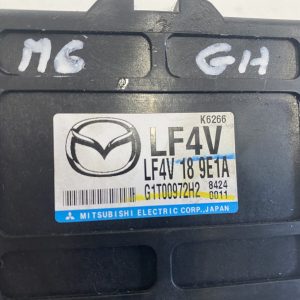 M6 GH
K6266
LF4V
LF4V 18 9E1A
G1T00972H2 8424
0011
MITSUBISHI ELECTRIC CORP., JAPAN